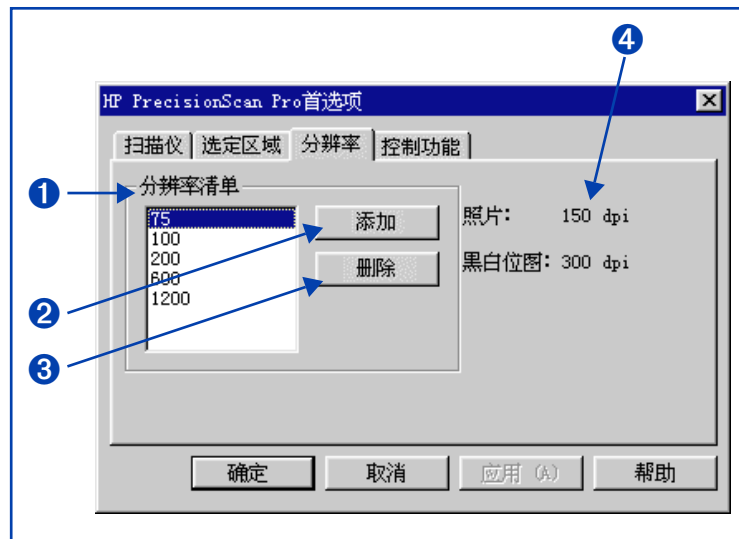 4
HP PrecisionScan Pro首选项
扫描仪 选定区域 分辨率 控制功能
1
分辨率清单
75
100
200
600
1200
添加
删除
2
3
照片： 150 dpi
黑白位图： 300 dpi
确定 取消 应用 (A) 帮助